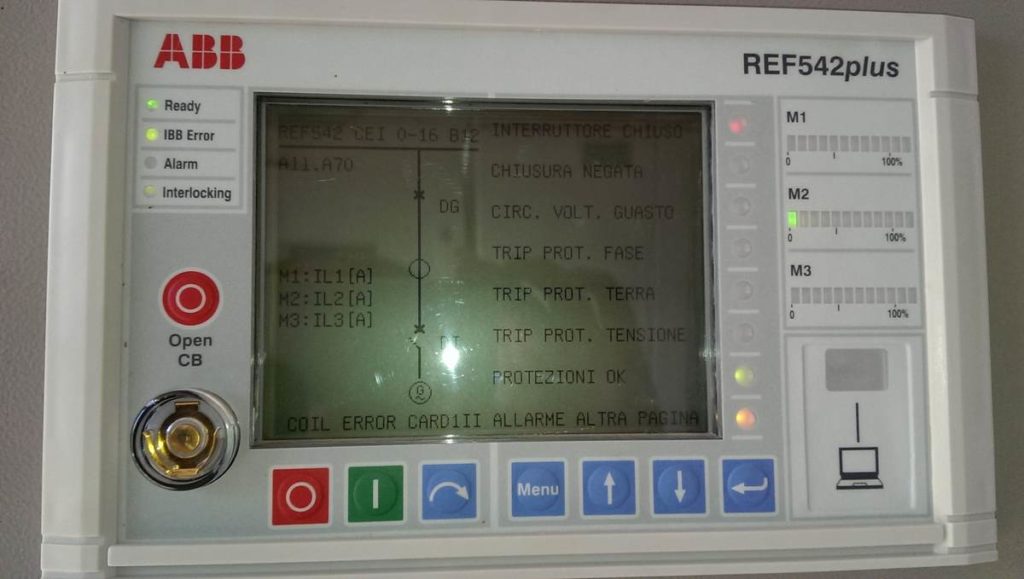 ABB
REF542plus
Ready
IBB Error
Alarm
Interlocking
REF542 CEI 0-16 B12
A11.A70
DG
M1:IL1[A]
M2:IL2[A]
M3:IL3[A]
G
COIL ERROR CARD1II
INTERRUTTORE CHIUSO
CHIUSURA NEGATA
CIRC. VOLT. GUASTO
TRIP PROT. FASE
TRIP PROT. TERRA
TRIP PROT. TENSIONE
PROTEZIONI OK
ALLARME ALTRA PAGINA
M1
0 100%
M2
0 100%
M3
0 100%
Open
CB
Menu